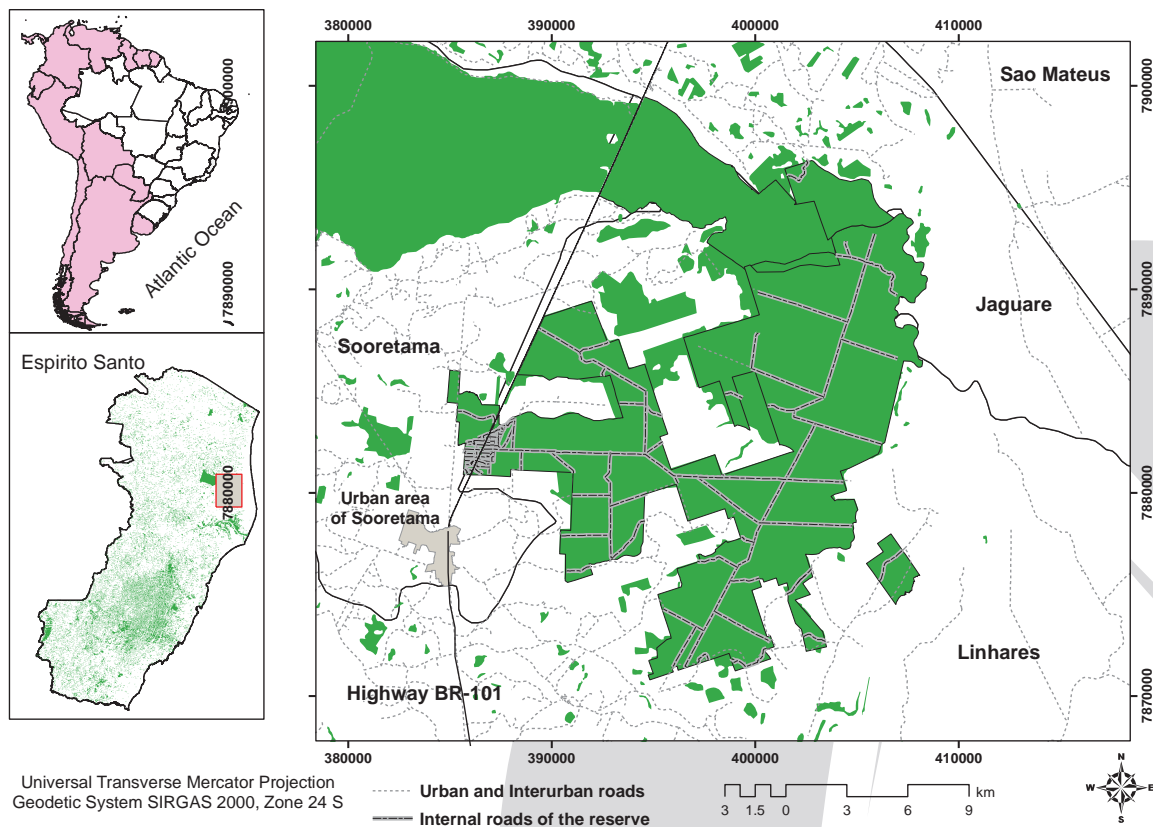 380000 390000 400000 410000
Atlantic Ocean
7900000
7890000
Espirito Santo
7880000
Sao Mateus
Jaguare
Sooretama
Urban area
of Sooretama
Linhares
Highway BR-101
7900000
7890000
7880000
7870000
380000 390000 400000 410000
Universal Transverse Mercator Projection
Geodetic System SIRGAS 2000, Zone 24 S
Urban and Interurban roads
Internal roads of the reserve
3 1.5 0 3 6 9
km
N
W E
S